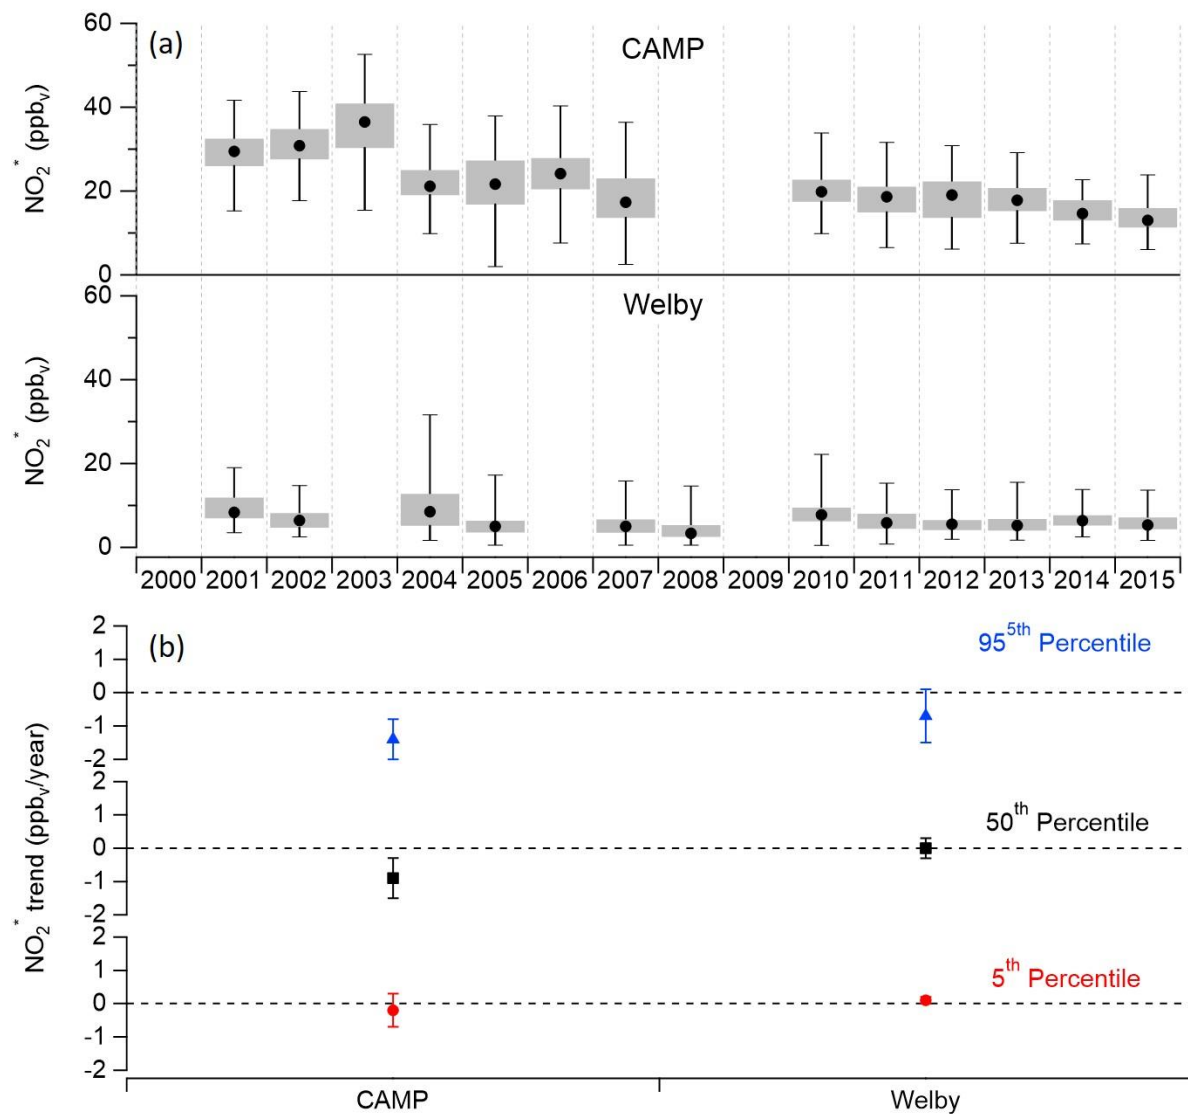 (a)
CAMP
60
40
20
0
NO₂* (ppbᵥ)
Welby
60
40
20
0
NO₂* (ppbᵥ)
2000 2001 2002 2003 2004 2005 2006 2007 2008 2009 2010 2011 2012 2013 2014 2015
(b)
95⁵ᵗʰ Percentile
2
1
0
-1
-2
50ᵗʰ Percentile
2
1
0
-1
-2
5ᵗʰ Percentile
2
1
0
-1
-2
NO₂* trend (ppbᵥ/year)
CAMP Welby